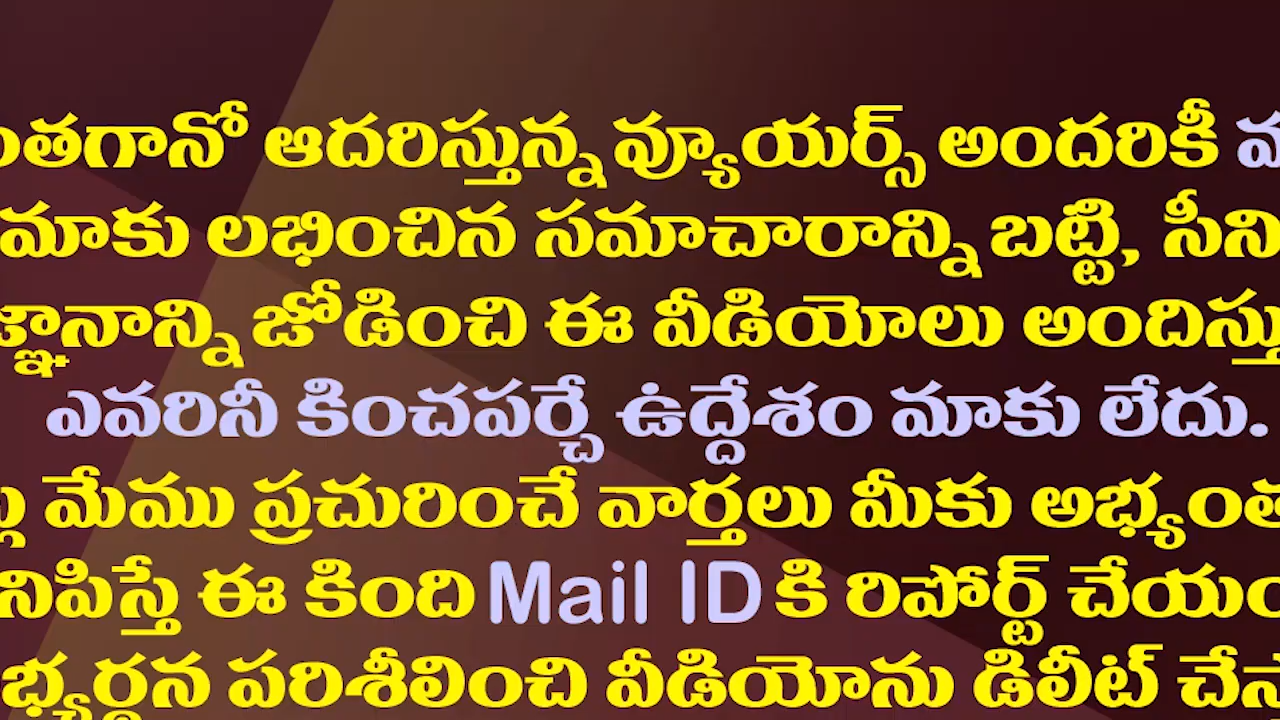 ఆదరిస్తున్న వ్యూయర్స్ అందరికీ
మాకు లభించిన సమాచారాన్ని బట్టి, సీని
జోడించి ఈ వీడియోలు
ఎవరినీ కించపర్చే ఉద్దేశం మాకు లేదు.
మేము ప్రచురించే వార్తలు మీకు
ఈ కింది Mail ID కి రిపోర్ట్
పరిశీలించి వీడియోను డిలీట్